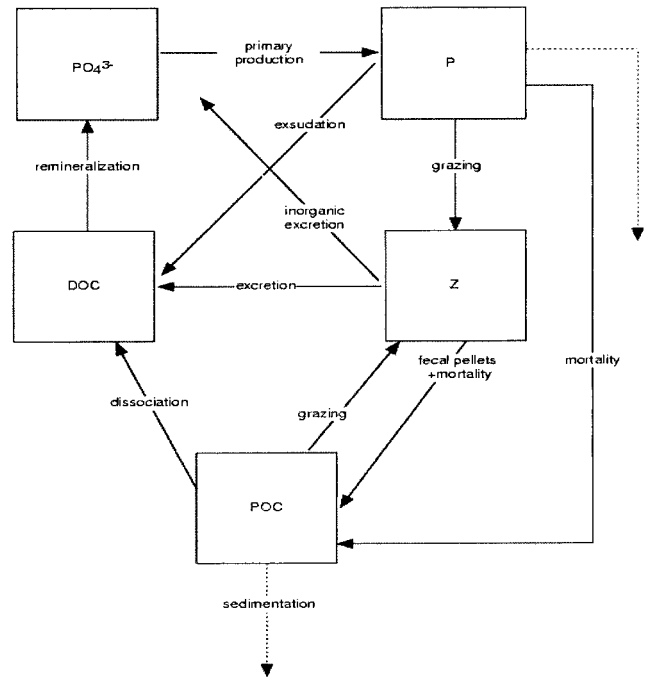 PO₄³⁻
primary
production
P
exsudation
remineralization
grazing
inorganic
excretion
DOC
excretion
Z
fecal pellets
+mortality
mortality
dissociation
grazing
POC
sedimentation